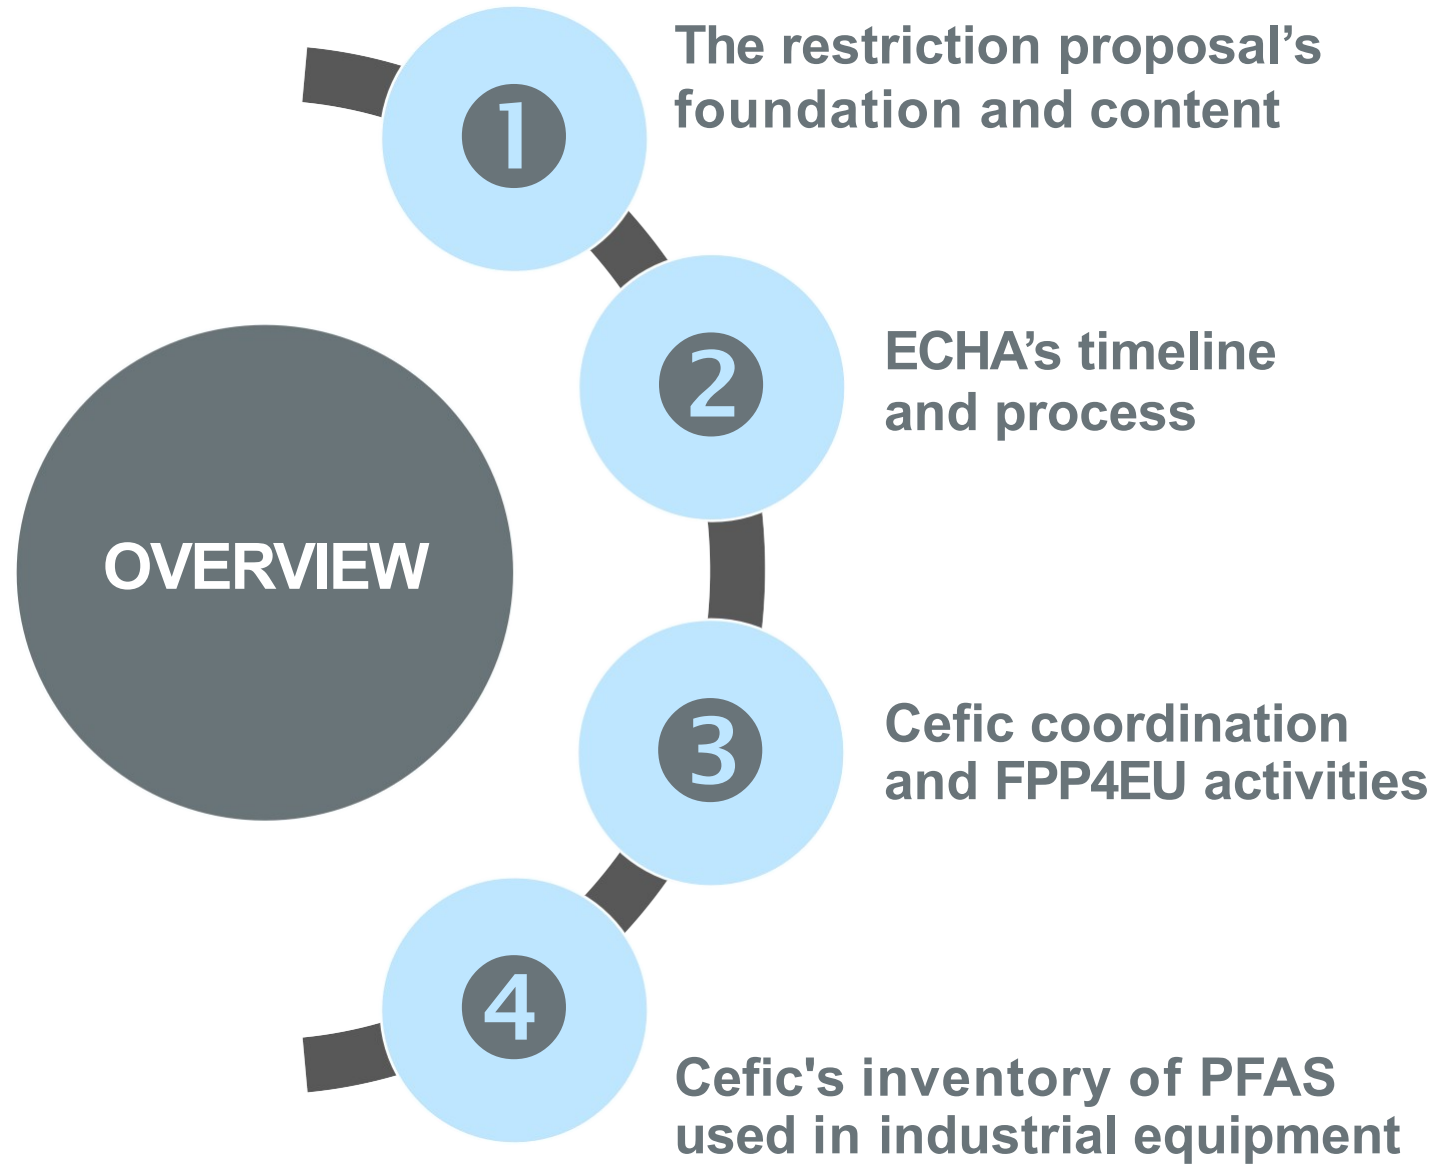 The restriction proposal’s
foundation and content
1
2
ECHA’s timeline
and process
OVERVIEW
3
Cefic coordination
and FPP4EU activities
4
Cefic's inventory of PFAS
used in industrial equipment